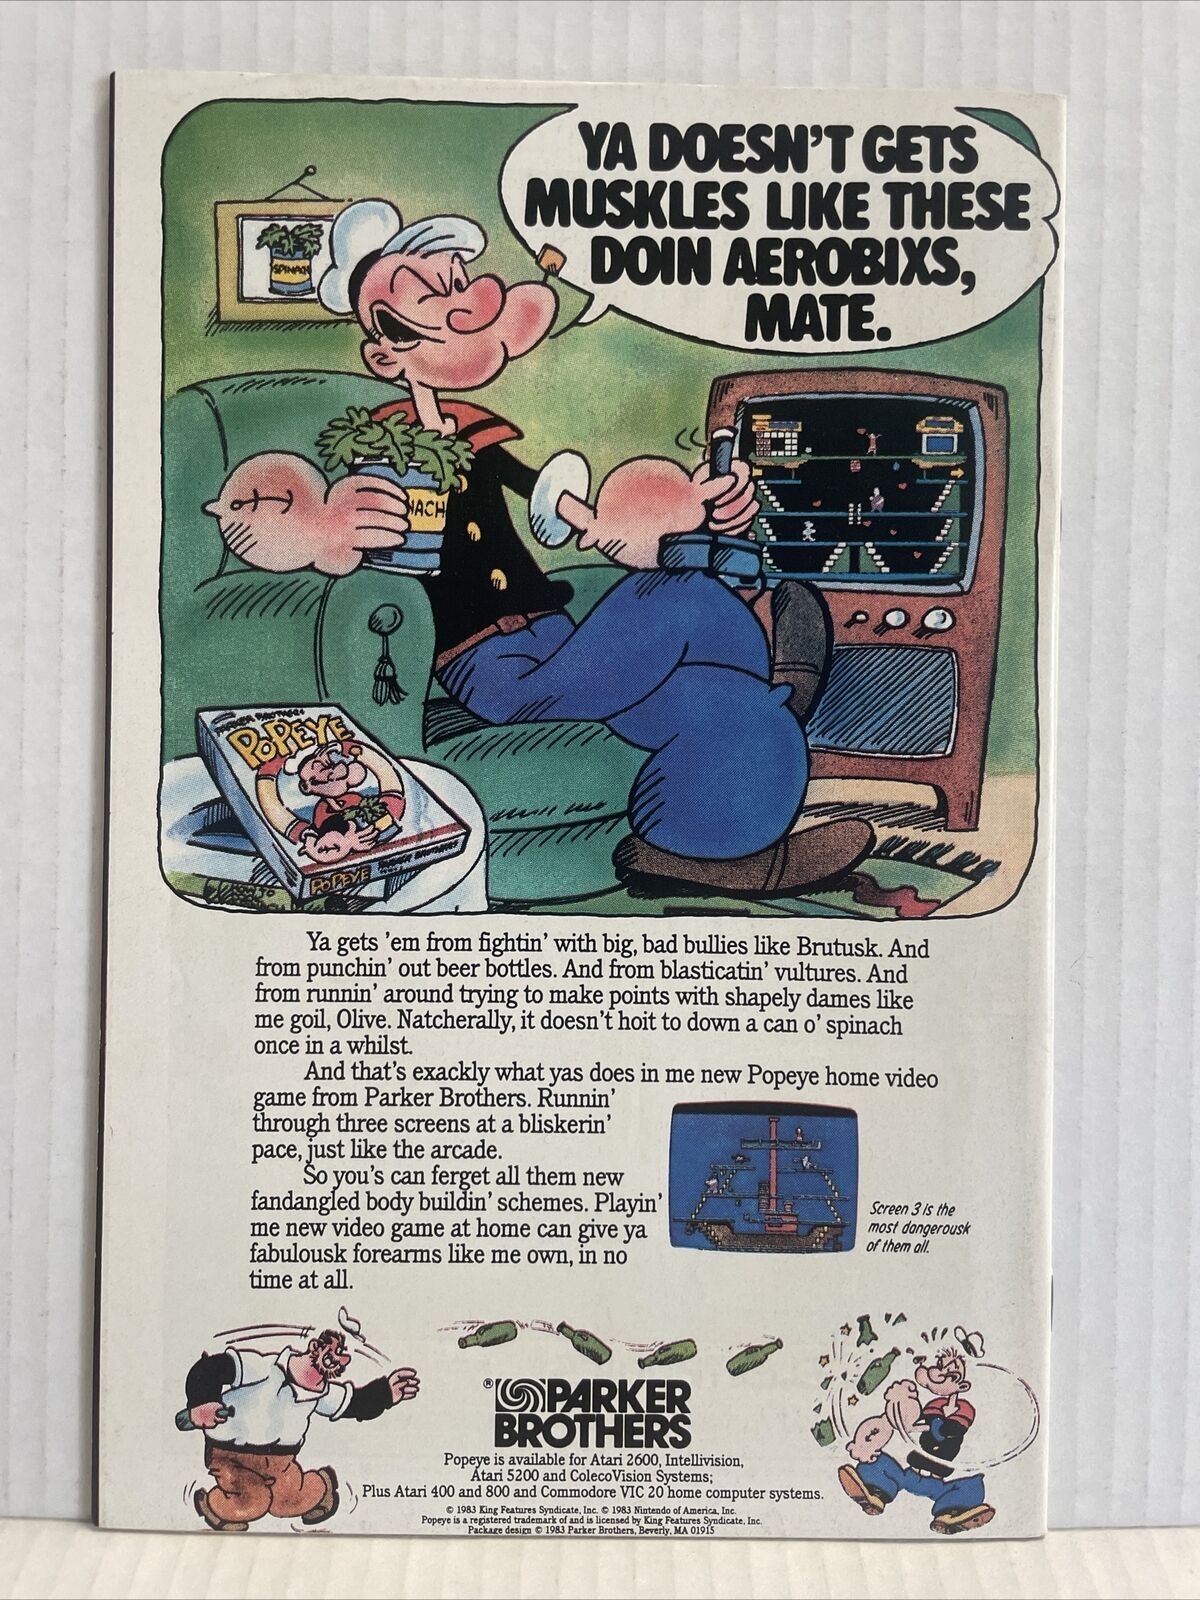 YA DOESN'T GETS
MUSKLES LIKE THESE
DOIN AEROBIXS,
MATE.
SPINACH
NACH
PARKER BROTHERS
POPEYE
PARKER BROTHERS
POPEYE
Ya gets 'em from fightin' with big, bad bullies like Brutusk. And
from punchin' out beer bottles. And from blasticatin' vultures. And
from runnin' around trying to make points with shapely dames like
me goil, Olive. Natcherally, it doesn't hoit to down a can o' spinach
once in a whilst.
And that's exackly what yas does in me new Popeye home video
game from Parker Brothers. Runnin'
through three screens at a bliskerin'
pace, just like the arcade.
So you's can ferget all them new
fandangled body buildin' schemes. Playin'
me new video game at home can give ya
fabulousk forearms like me own, in no
time at all.
Screen 3 is the
most dangerousk
of them all.
® PARKER
BROTHERS
Popeye is available for Atari 2600, Intellivision,
Atari 5200 and ColecoVision Systems;
Plus Atari 400 and 800 and Commodore VIC 20 home computer systems.
© 1983 King Features Syndicate, Inc. © 1983 Nintendo of America, Inc.
Popeye is a registered trademark of and is licensed by King Features Syndicate, Inc.
Package design © 1983 Parker Brothers, Beverly, MA 01915